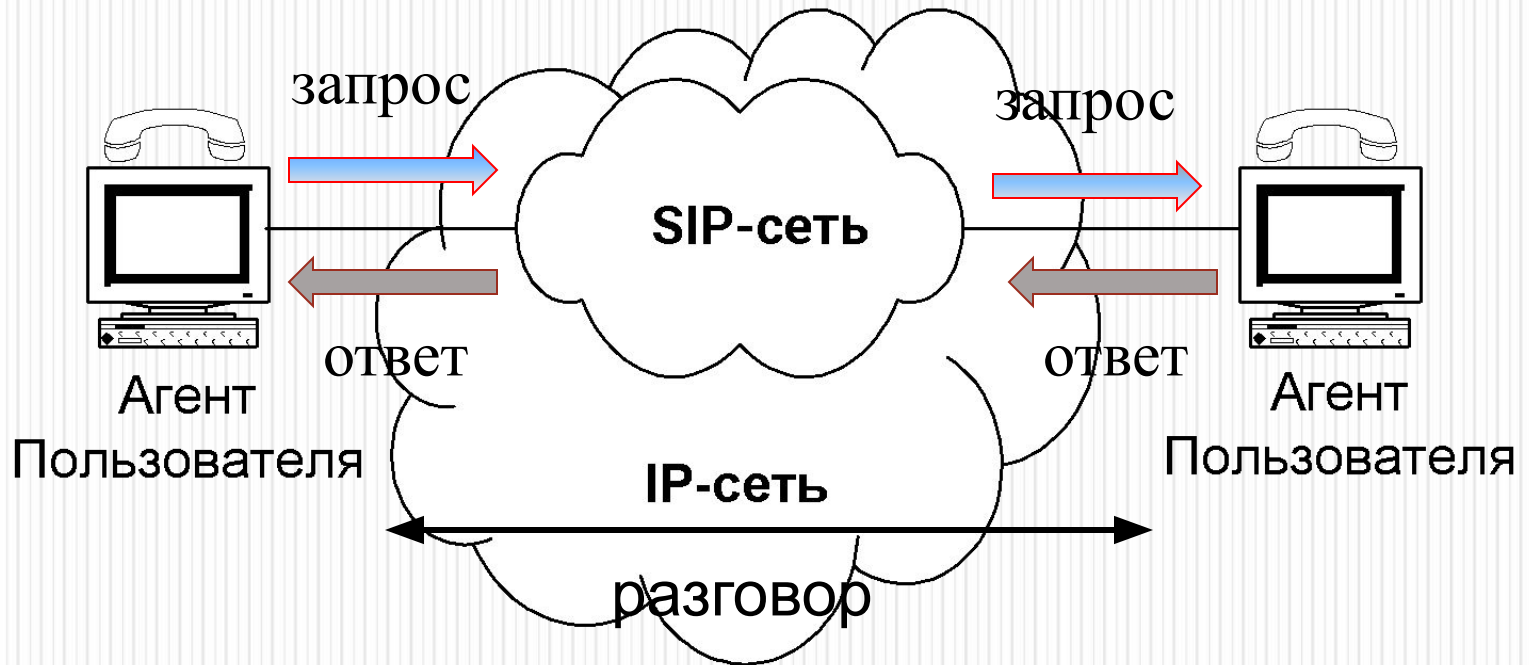 запрос
запрос
SIP-сеть
ответ
ответ
Агент
Пользователя
Агент
Пользователя
IP-сеть
разговор